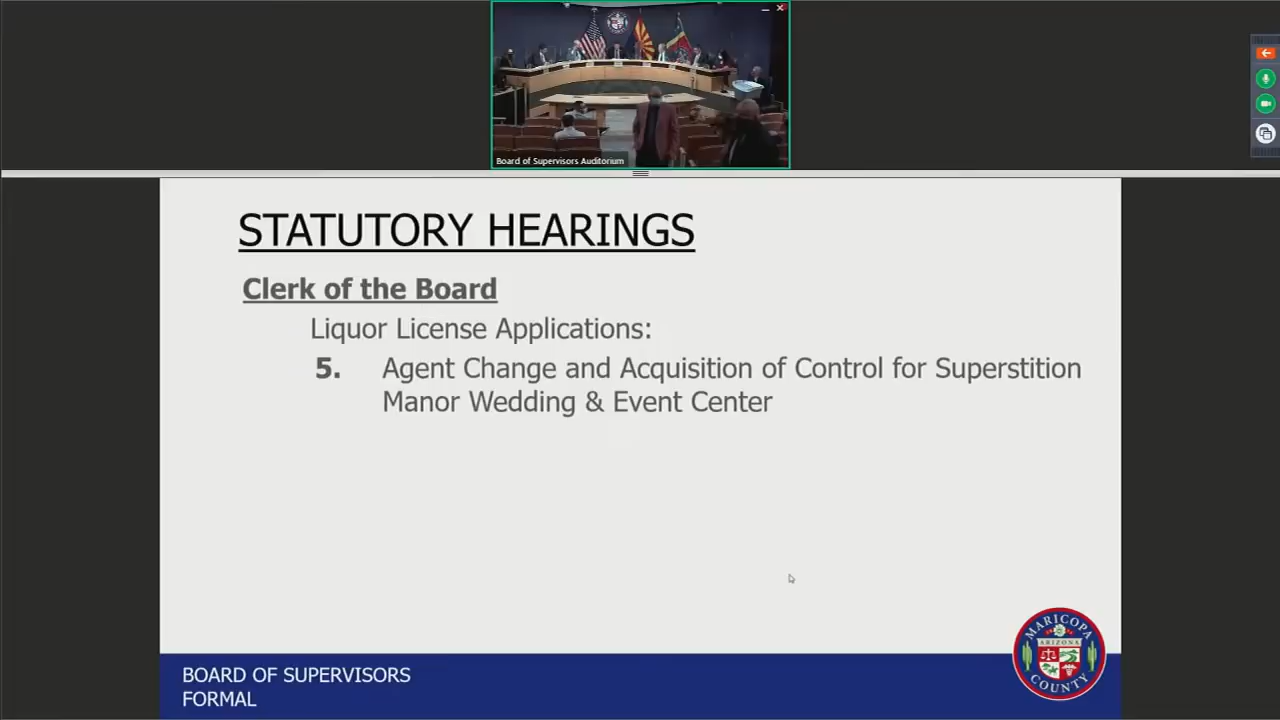 Board of Supervisors Auditorium
STATUTORY HEARINGS
Clerk of the Board
Liquor License Applications:
5. Agent Change and Acquisition of Control for Superstition
Manor Wedding & Event Center
BOARD OF SUPERVISORS
FORMAL
MARICOPA
ARIZONA
COUNTY